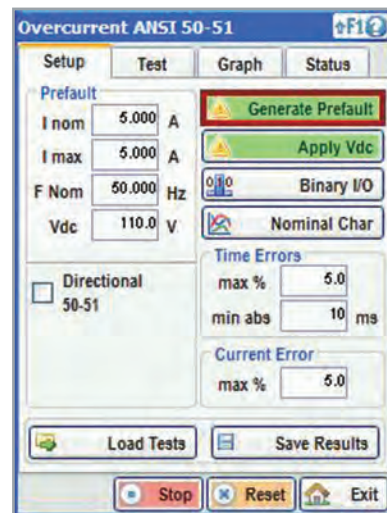 Overcurrent ANSI 50-51 F1 ?
Setup Test Graph Status
Prefault
I nom 5.000 A
I max 5.000 A
F Nom 50.000 Hz
Vdc 110.0 V
Directional
50-51
Generate Prefault
Apply Vdc
010 Binary I/O
Nominal Char
Time Errors
max % 5.0
min abs 10 ms
Current Error
max % 5.0
Load Tests Save Results
Stop Reset Exit